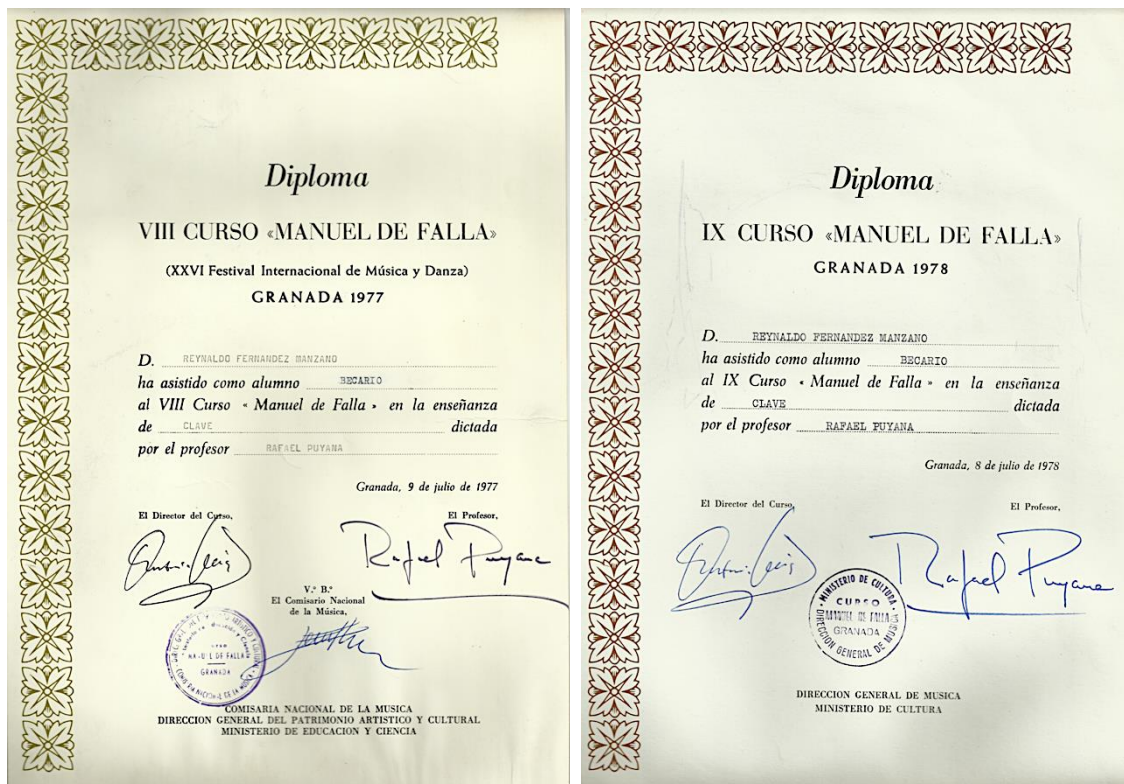 Diploma
VIII CURSO «MANUEL DE FALLA»
(XXVI Festival Internacional de Música y Danza)
GRANADA 1977
D. REYNALDO FERNANDEZ MANZANO
ha asistido como alumno BECARIO
al VIII Curso « Manuel de Falla » en la enseñanza
de CLAVE dictada
por el profesor RAFAEL PUYANA
Granada, 9 de julio de 1977
El Director del Curso, El Profesor,
Rafael Puyana
V.º B.º
El Comisario Nacional
de la Música,
MANUEL DE FALLA
GRANADA
COMISARIA NACIONAL DE LA MUSICA
DIRECCION GENERAL DEL PATRIMONIO ARTISTICO Y CULTURAL
MINISTERIO DE EDUCACION Y CIENCIA
Diploma
IX CURSO «MANUEL DE FALLA»
GRANADA 1978
D. REYNALDO FERNANDEZ MANZANO
ha asistido como alumno BECARIO
al IX Curso « Manuel de Falla » en la enseñanza
de CLAVE dictada
por el profesor RAFAEL PUYANA
Granada, 8 de julio de 1978
El Director del Curso, El Profesor,
Rafael Puyana
MINISTERIO DE CULTURA
CURSO
MANUEL DE FALLA
GRANADA
DIRECCION GENERAL DE MUSICA
DIRECCION GENERAL DE MUSICA
MINISTERIO DE CULTURA